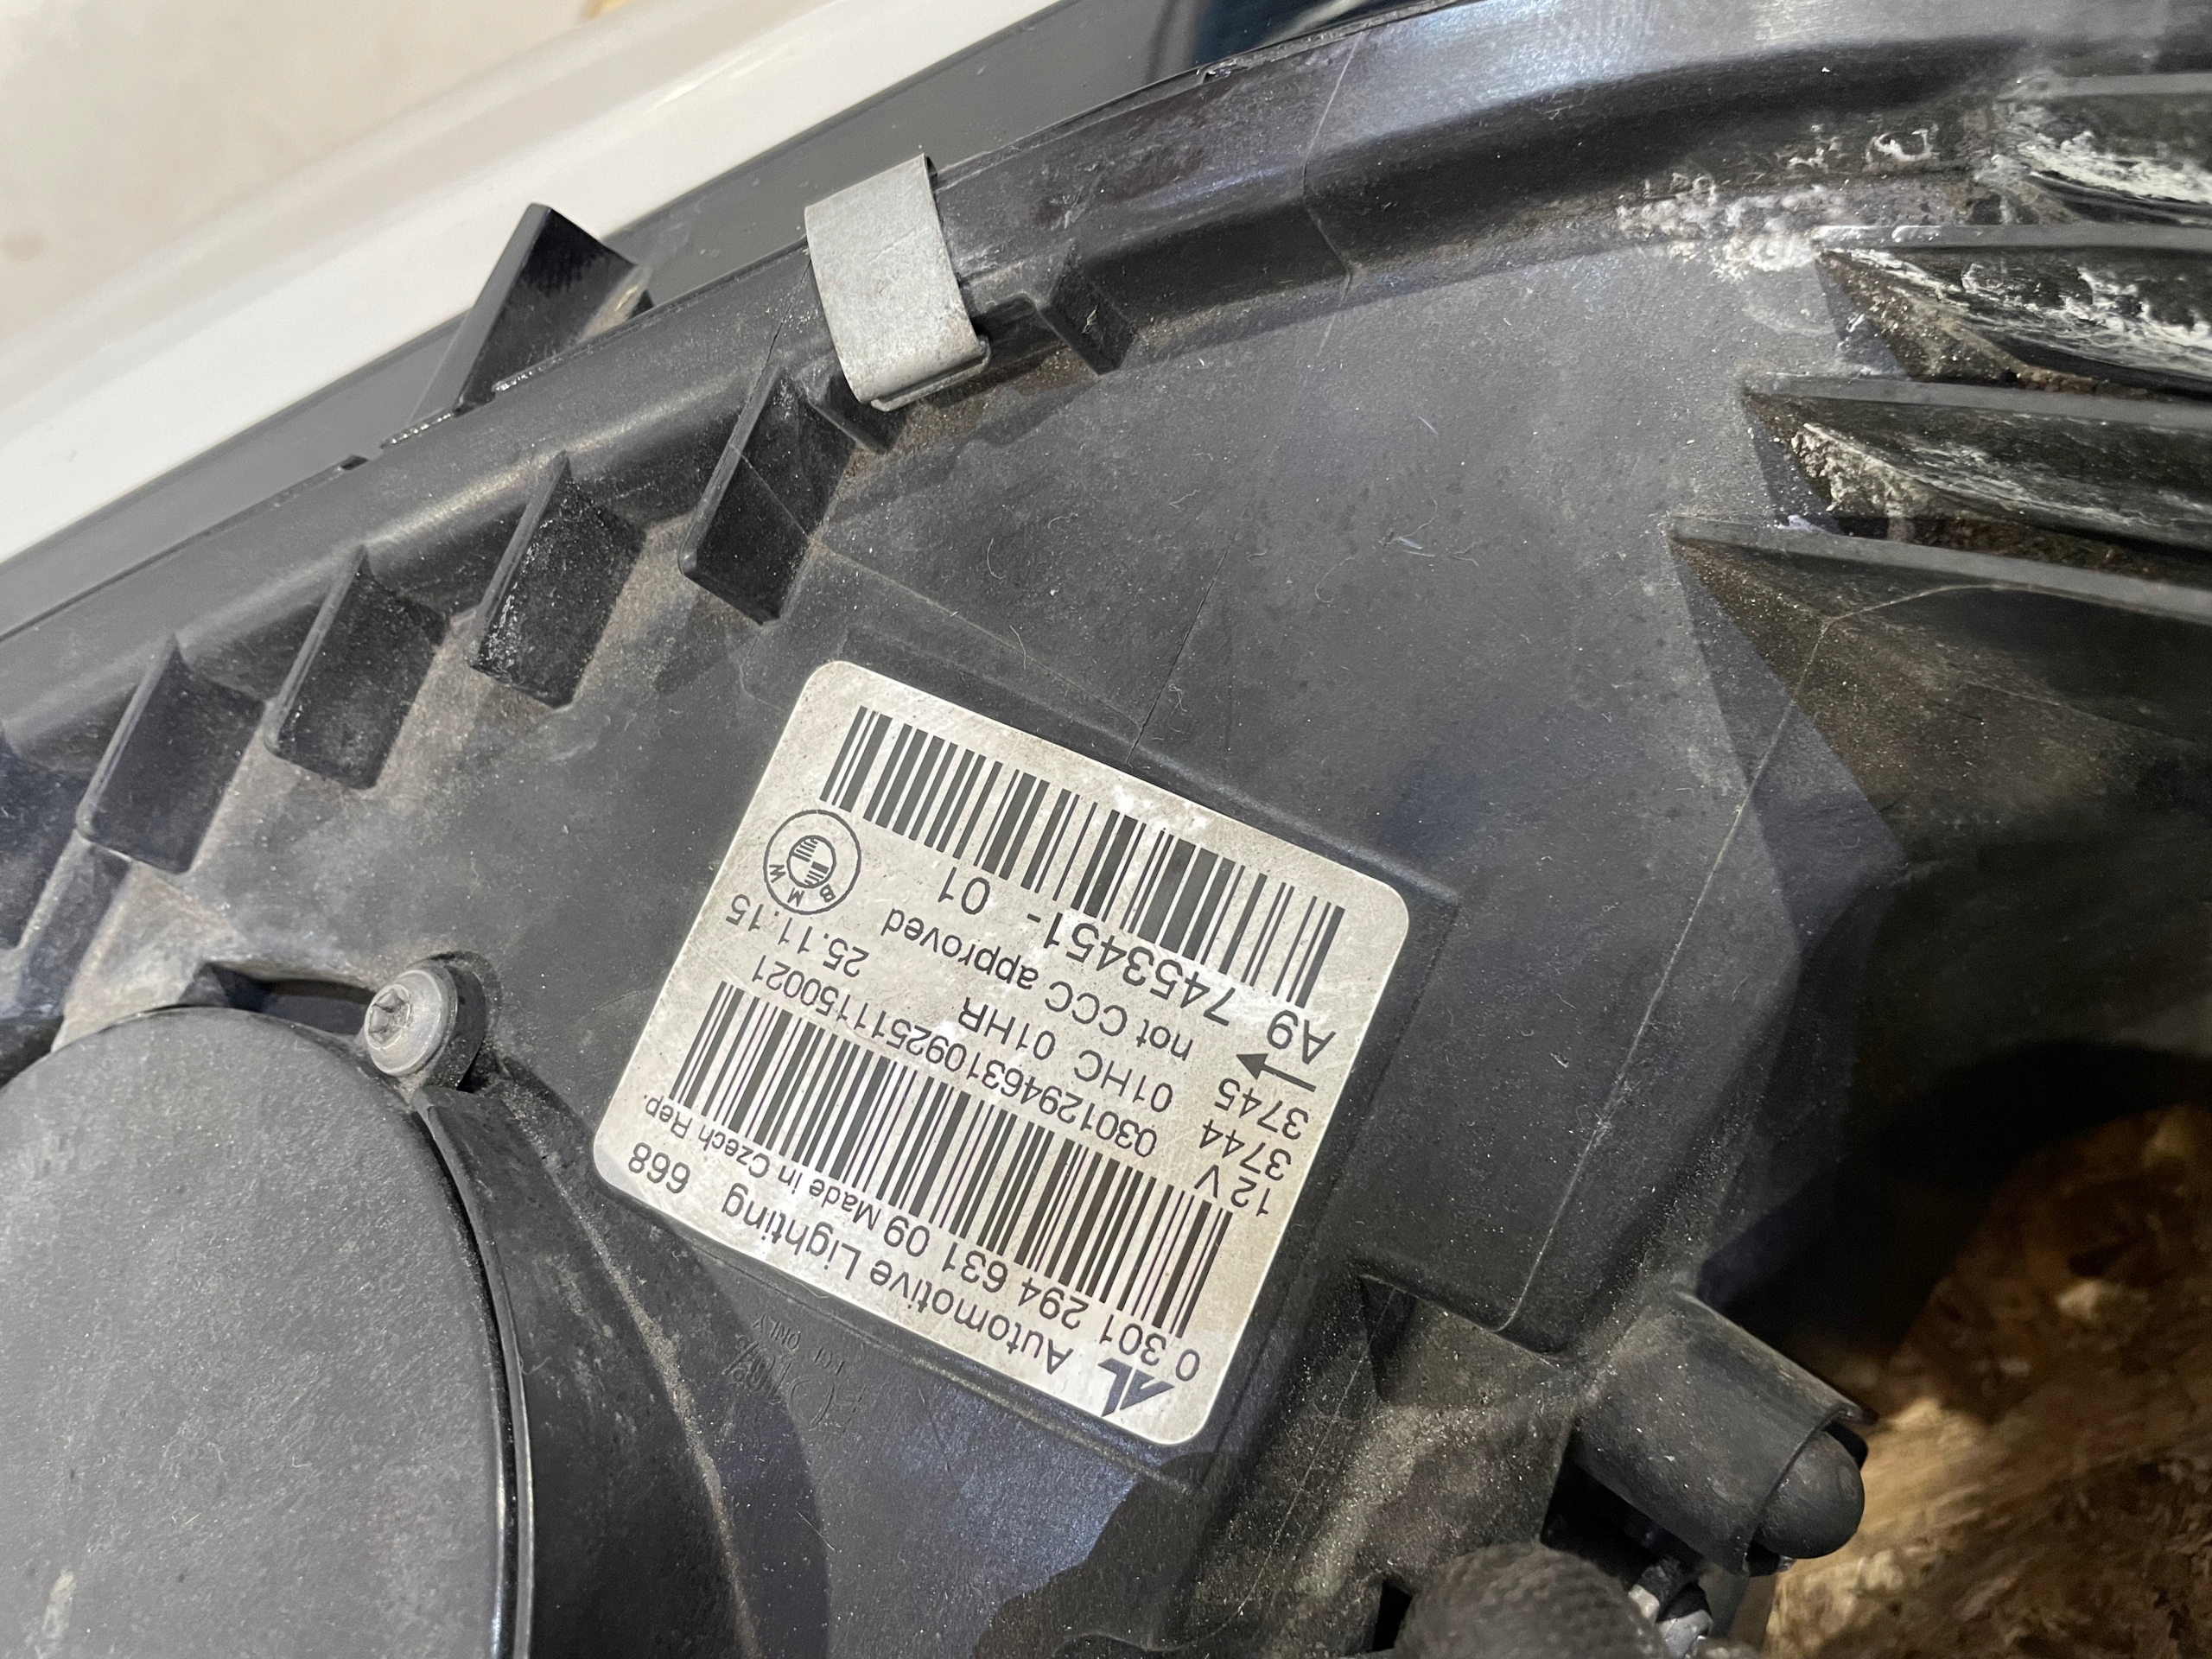 AL Automotive Lighting 668
0 301 294 631 09 Made in Czech Rep.
12V
3744 0301294631092511150021
3745 01HC 01HR 25.11.15
not CCC approved
A9 7453451- 01
BMW